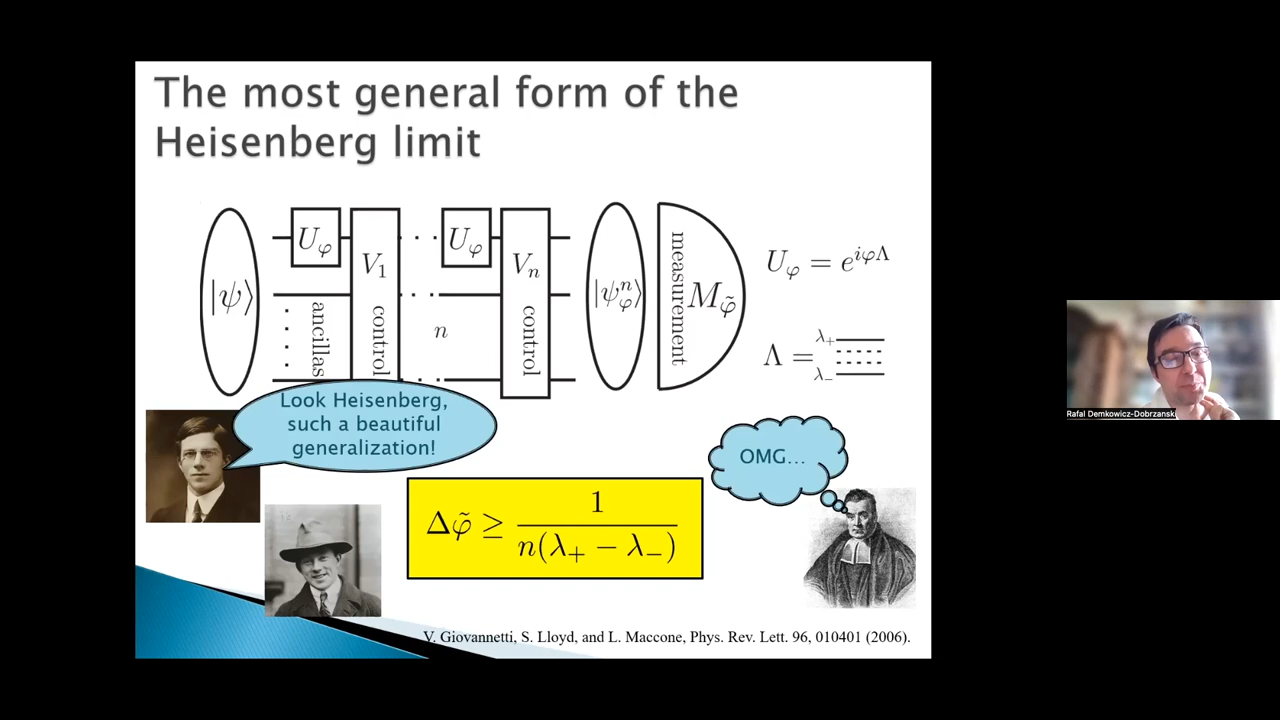 The most general form of the
Heisenberg limit
|ψ⟩
U_φ
V_1
control
ancillas
· · ·
n
U_φ
V_n
control
|ψ^n_φ⟩
measurement
M_φ̃
U_φ = e^{iφΛ}
Λ =
λ_+
λ_-
Look Heisenberg,
such a beautiful
generalization!
OMG...
Δφ̃ ≥ 1 / n(λ_+ − λ_-)
V. Giovannetti, S. Lloyd, and L. Maccone, Phys. Rev. Lett. 96, 010401 (2006).
Rafal Demkowicz-Dobrzanski